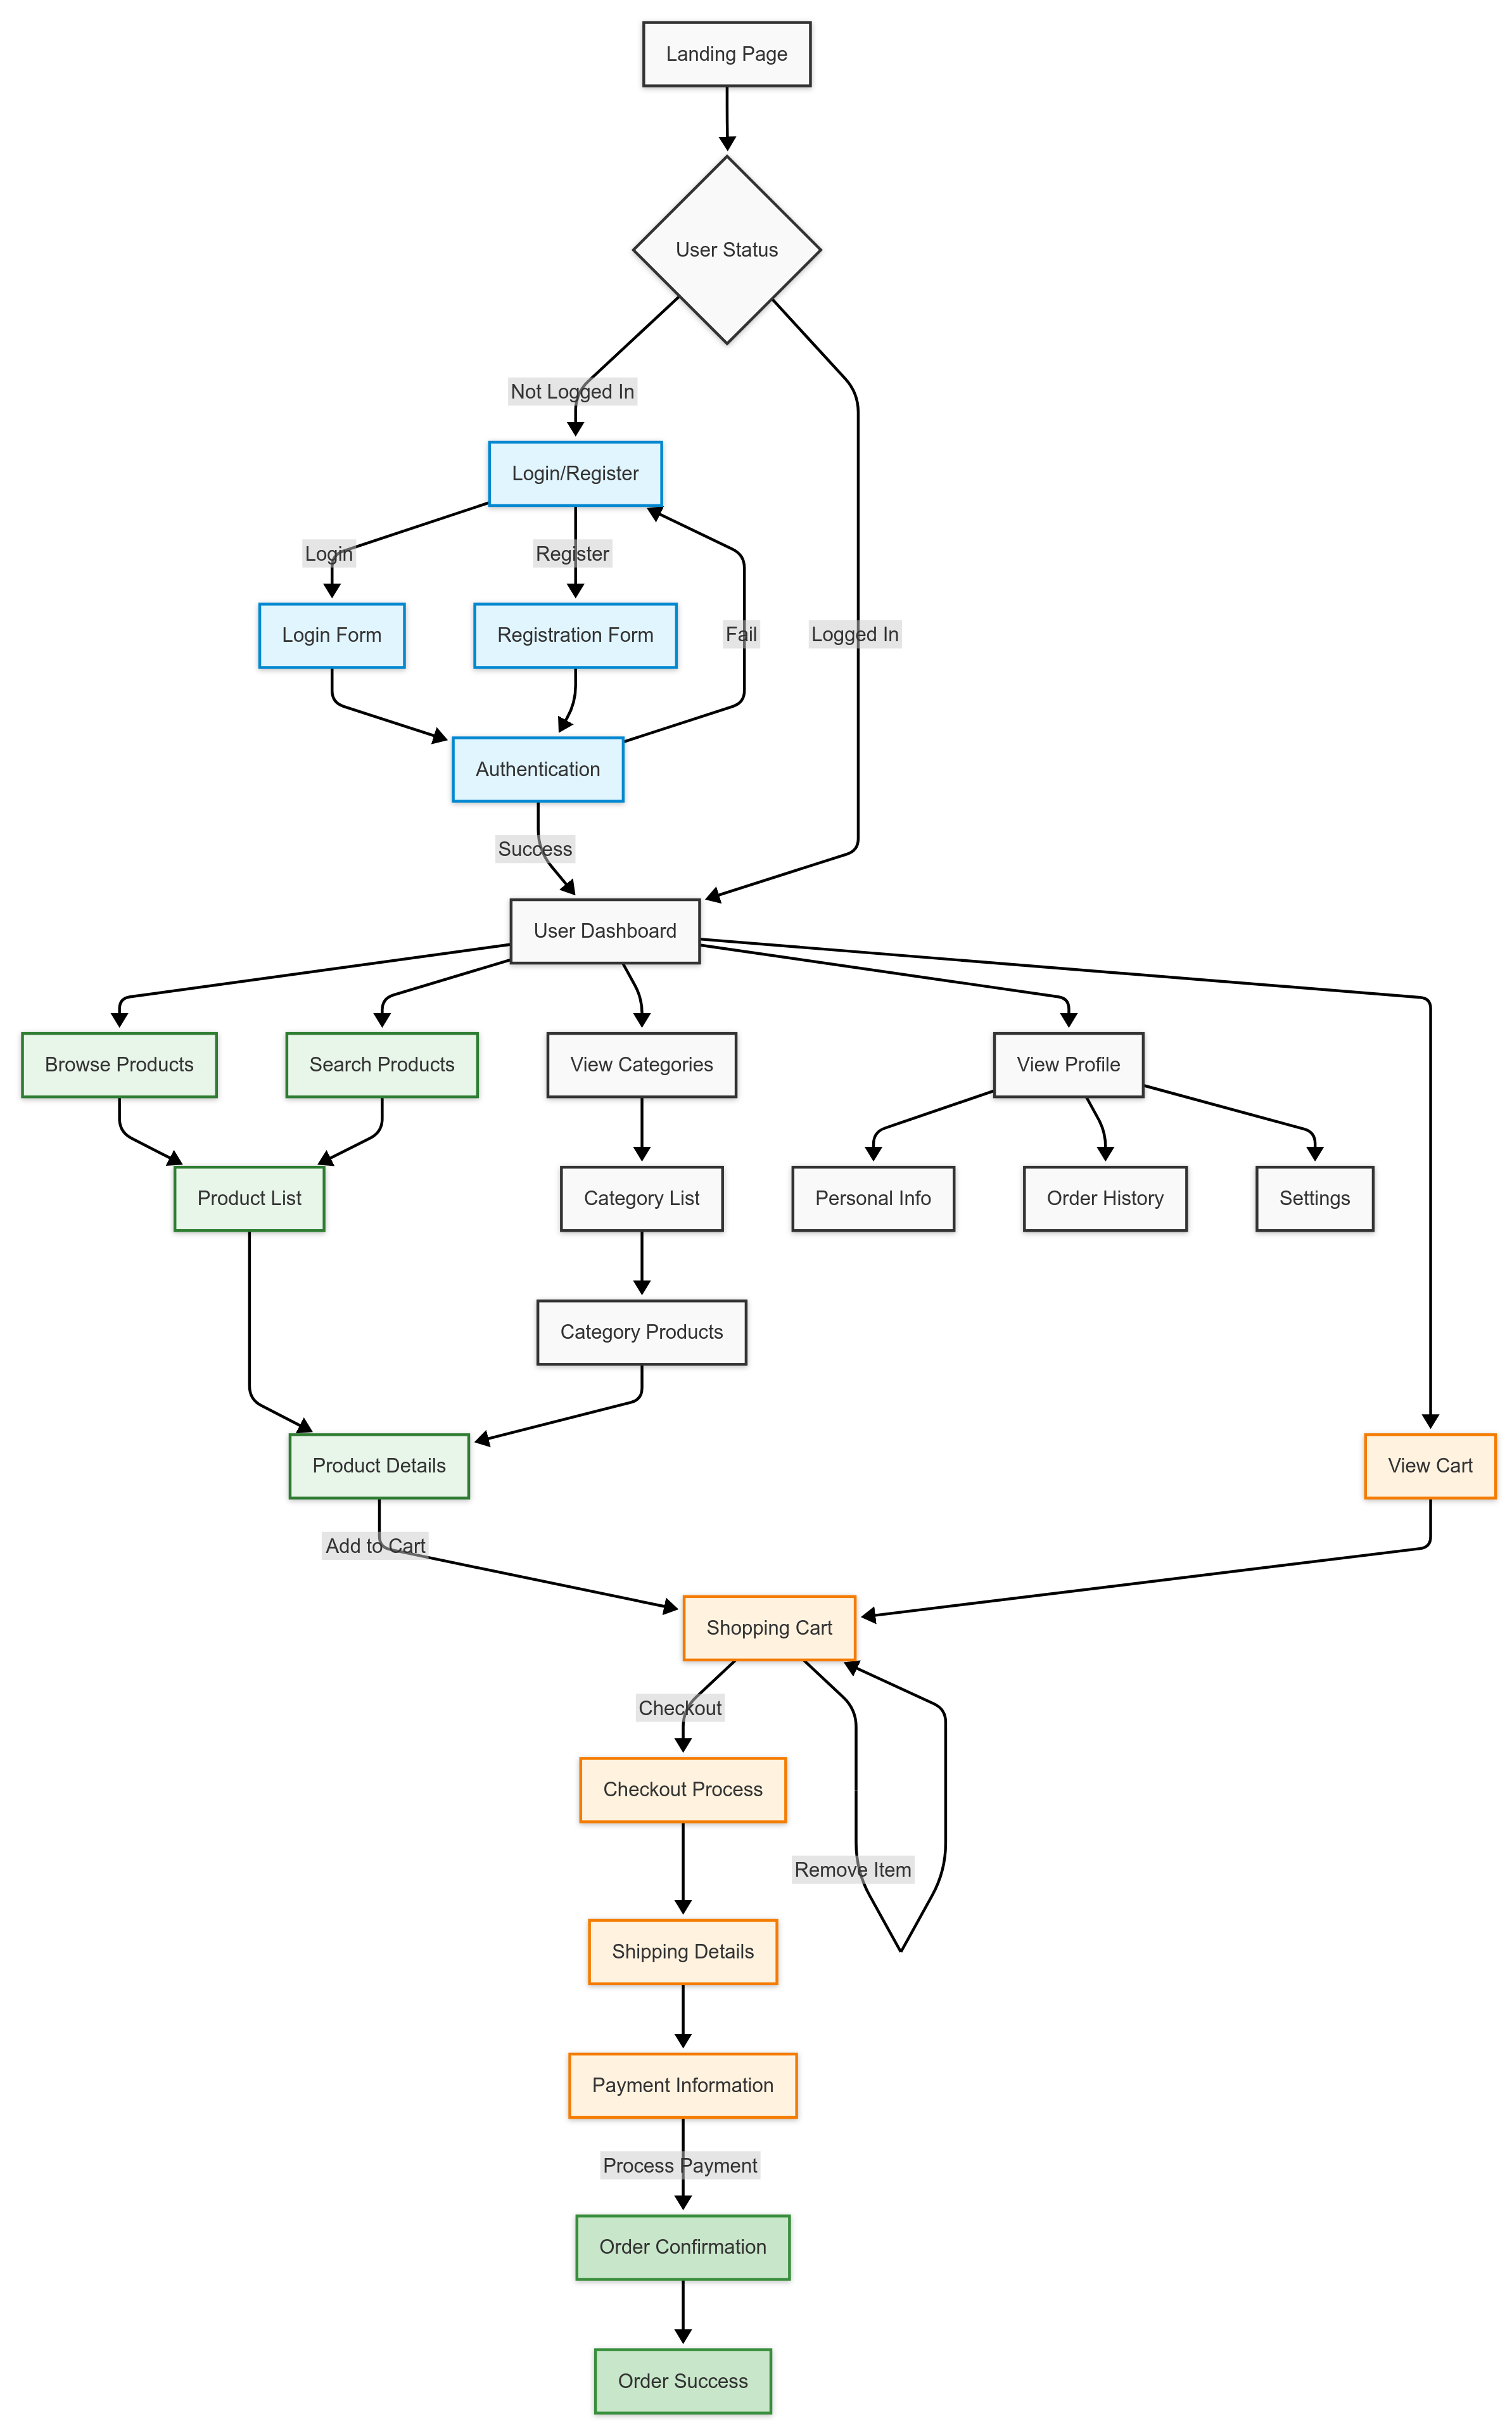 Landing Page
User Status
Not Logged In
Login/Register
Login
Register
Login Form
Registration Form
Fail
Logged In
Authentication
Success
User Dashboard
Browse Products
Search Products
View Categories
View Profile
Product List
Category List
Personal Info
Order History
Settings
Category Products
Product Details
View Cart
Add to Cart
Shopping Cart
Checkout
Checkout Process
Remove Item
Shipping Details
Payment Information
Process Payment
Order Confirmation
Order Success